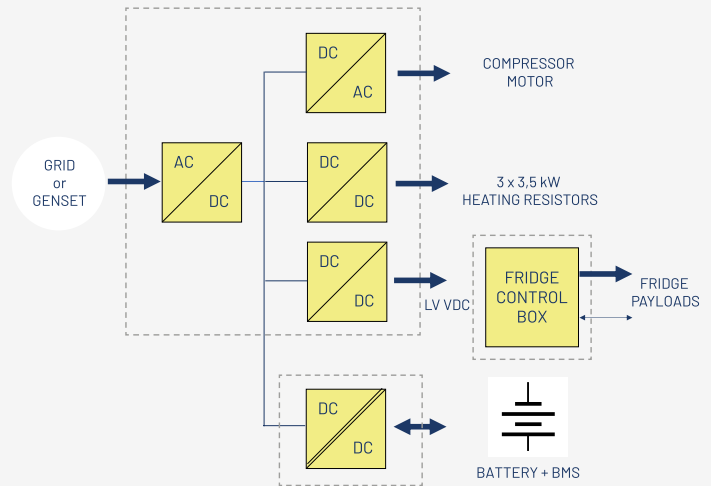 DC
AC
COMPRESSOR
MOTOR
GRID
or
GENSET
AC
DC
DC
DC
3 x 3,5 kW
HEATING RESISTORS
DC
DC
LV VDC
FRIDGE
CONTROL
BOX
FRIDGE
PAYLOADS
DC
DC
BATTERY + BMS